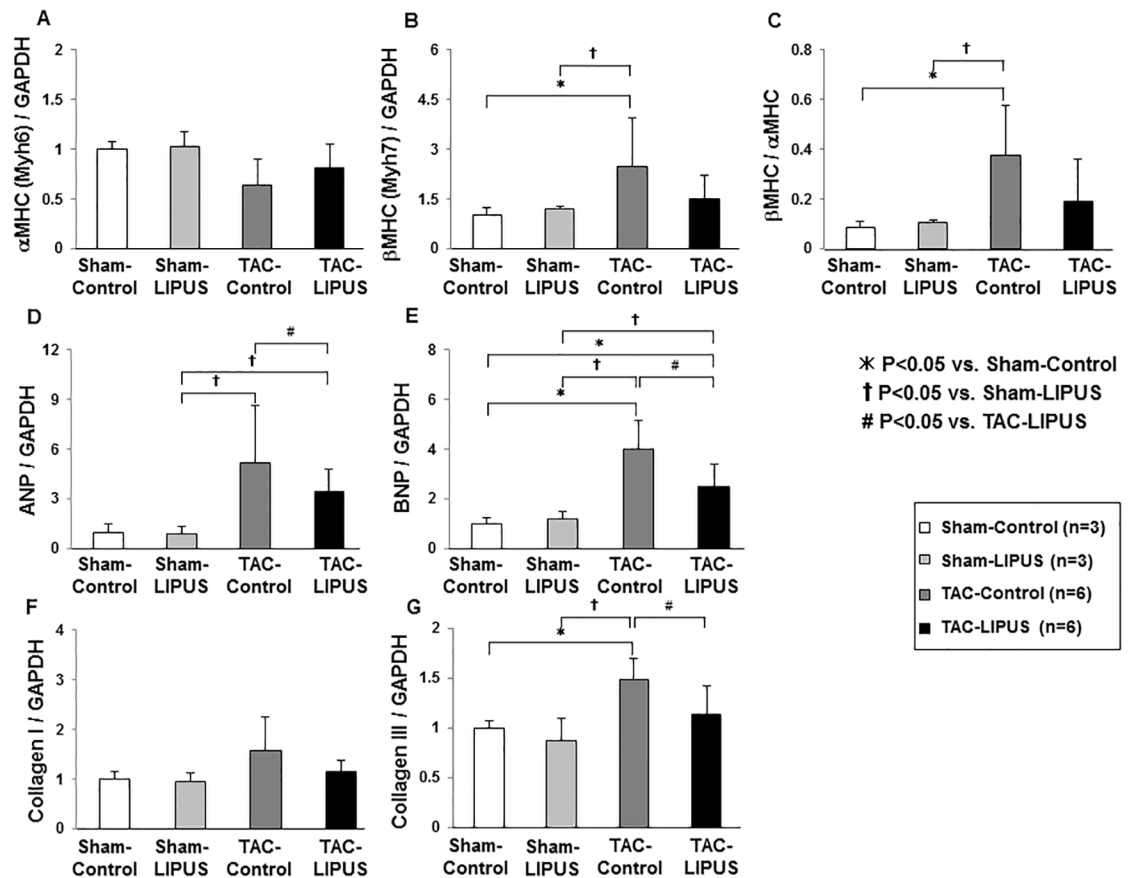 A
αMHC (Myh6) / GAPDH
2
1.5
1
0.5
0
Sham-
Control
Sham-
LIPUS
TAC-
Control
TAC-
LIPUS
B
βMHC (Myh7) / GAPDH
6
4.5
3
1.5
0
†
*
Sham-
Control
Sham-
LIPUS
TAC-
Control
TAC-
LIPUS
C
βMHC / αMHC
0.8
0.6
0.4
0.2
0
†
*
Sham-
Control
Sham-
LIPUS
TAC-
Control
TAC-
LIPUS
D
ANP / GAPDH
12
9
6
3
0
#
†
†
Sham-
Control
Sham-
LIPUS
TAC-
Control
TAC-
LIPUS
E
BNP / GAPDH
8
6
4
2
0
†
*
†
#
*
Sham-
Control
Sham-
LIPUS
TAC-
Control
TAC-
LIPUS
* P<0.05 vs. Sham-Control
† P<0.05 vs. Sham-LIPUS
# P<0.05 vs. TAC-LIPUS
Sham-Control (n=3)
Sham-LIPUS (n=3)
TAC-Control (n=6)
TAC-LIPUS (n=6)
F
Collagen I / GAPDH
4
3
2
1
0
Sham-
Control
Sham-
LIPUS
TAC-
Control
TAC-
LIPUS
G
Collagen III / GAPDH
2
1.5
1
0.5
0
†
#
*
Sham-
Control
Sham-
LIPUS
TAC-
Control
TAC-
LIPUS